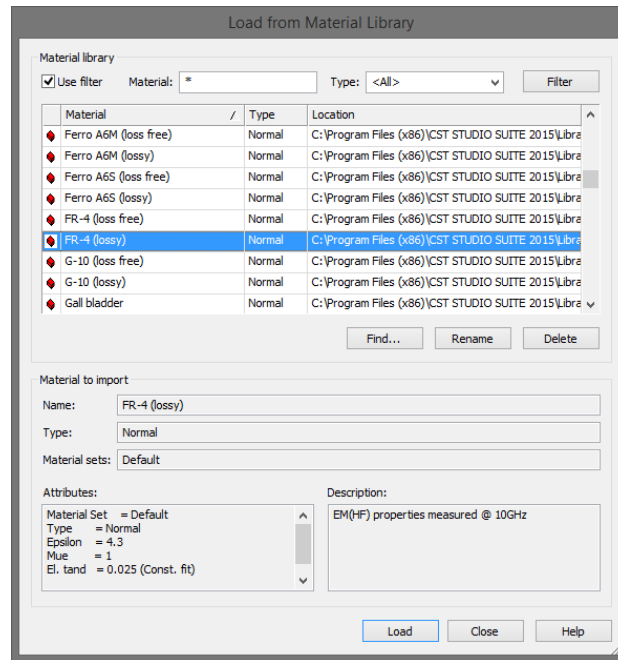 Load from Material Library
Material library
Use filter Material: * Type: <All> Filter
Material / Type Location
Ferro A6M (loss free) Normal C:\Program Files (x86)\CST STUDIO SUITE 2015\Libra
Ferro A6M (lossy) Normal C:\Program Files (x86)\CST STUDIO SUITE 2015\Libra
Ferro A6S (loss free) Normal C:\Program Files (x86)\CST STUDIO SUITE 2015\Libra
Ferro A6S (lossy) Normal C:\Program Files (x86)\CST STUDIO SUITE 2015\Libra
FR-4 (loss free) Normal C:\Program Files (x86)\CST STUDIO SUITE 2015\Libra
FR-4 (lossy) Normal C:\Program Files (x86)\CST STUDIO SUITE 2015\Libra
G-10 (loss free) Normal C:\Program Files (x86)\CST STUDIO SUITE 2015\Libra
G-10 (lossy) Normal C:\Program Files (x86)\CST STUDIO SUITE 2015\Libra
Gall bladder Normal C:\Program Files (x86)\CST STUDIO SUITE 2015\Libra
Find... Rename Delete
Material to import
Name: FR-4 (lossy)
Type: Normal
Material sets: Default
Attributes: Description:
Material Set = Default EM(HF) properties measured @ 10GHz
Type = Normal
Epsilon = 4.3
Mue = 1
El. tand = 0.025 (Const. fit)
Load Close Help